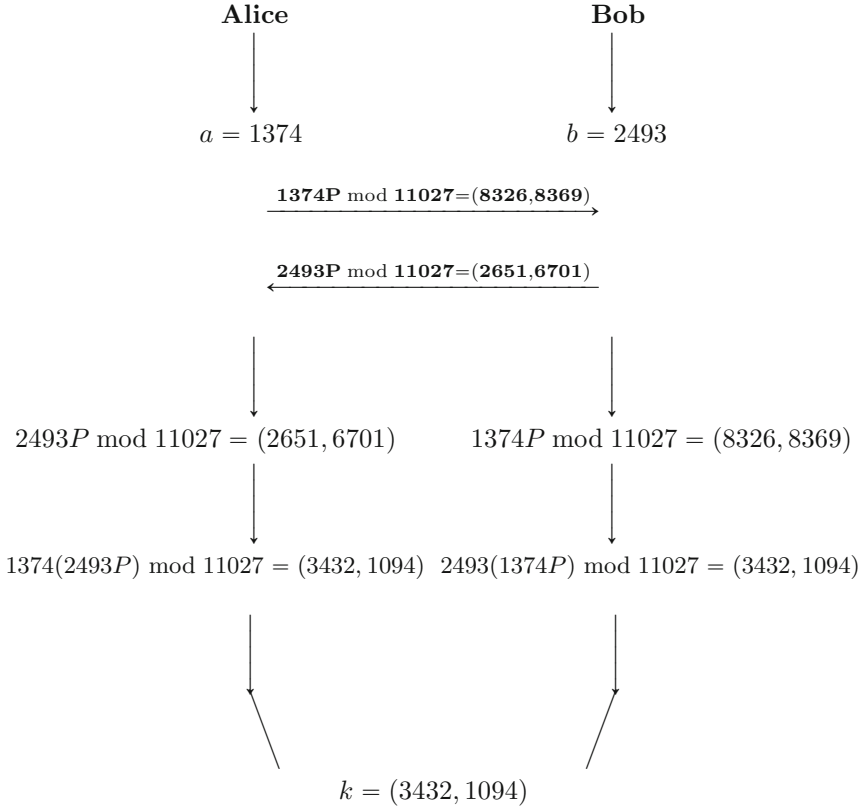 Alice Bob
a = 1374 b = 2493
1374P mod 11027=(8326,8369)
2493P mod 11027=(2651,6701)
2493P mod 11027 = (2651, 6701) 1374P mod 11027 = (8326, 8369)
1374(2493P) mod 11027 = (3432, 1094) 2493(1374P) mod 11027 = (3432, 1094)
k = (3432, 1094)